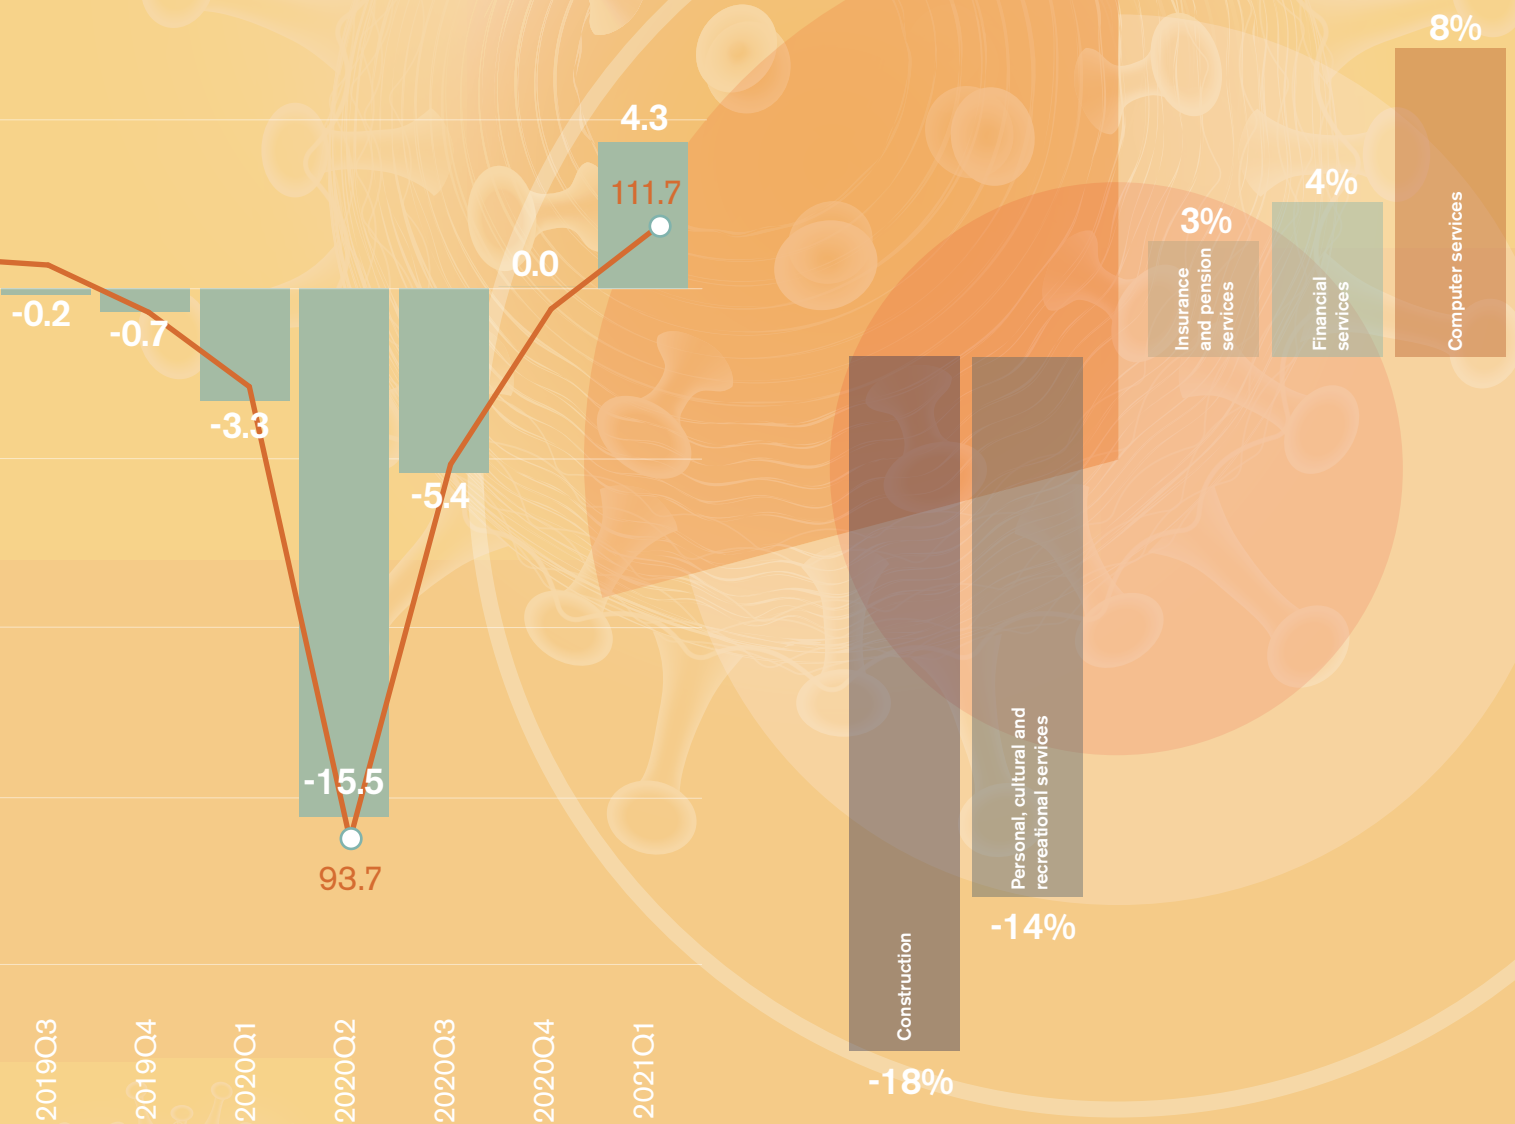 4.3
111.7
0.0
-0.2
-0.7
-3.3
-5.4
-15.5
93.7
2019Q3
2019Q4
2020Q1
2020Q2
2020Q3
2020Q4
2021Q1
Construction
-18%
Personal, cultural and
recreational services
-14%
3%
Insurance
and pension
services
4%
Financial
services
8%
Computer services